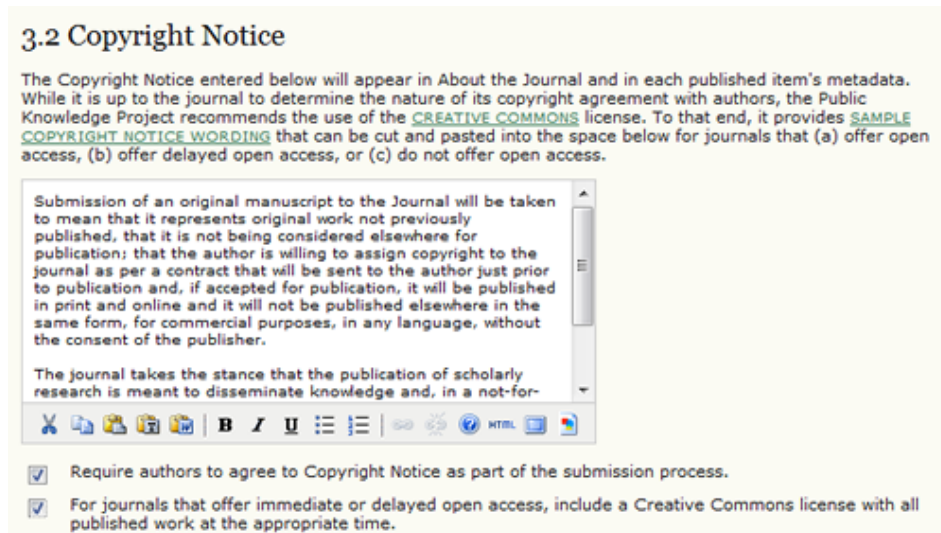 3.2 Copyright Notice
The Copyright Notice entered below will appear in About the Journal and in each published item's metadata.
While it is up to the journal to determine the nature of its copyright agreement with authors, the Public
Knowledge Project recommends the use of the CREATIVE COMMONS license. To that end, it provides SAMPLE
COPYRIGHT NOTICE WORDING that can be cut and pasted into the space below for journals that (a) offer open
access, (b) offer delayed open access, or (c) do not offer open access.
Submission of an original manuscript to the Journal will be taken
to mean that it represents original work not previously
published, that it is not being considered elsewhere for
publication; that the author is willing to assign copyright to the
journal as per a contract that will be sent to the author just prior
to publication and, if accepted for publication, it will be published
in print and online and it will not be published elsewhere in the
same form, for commercial purposes, in any language, without
the consent of the publisher.
The journal takes the stance that the publication of scholarly
research is meant to disseminate knowledge and, in a not-for-
B I U HTML
Require authors to agree to Copyright Notice as part of the submission process.
For journals that offer immediate or delayed open access, include a Creative Commons license with all
published work at the appropriate time.